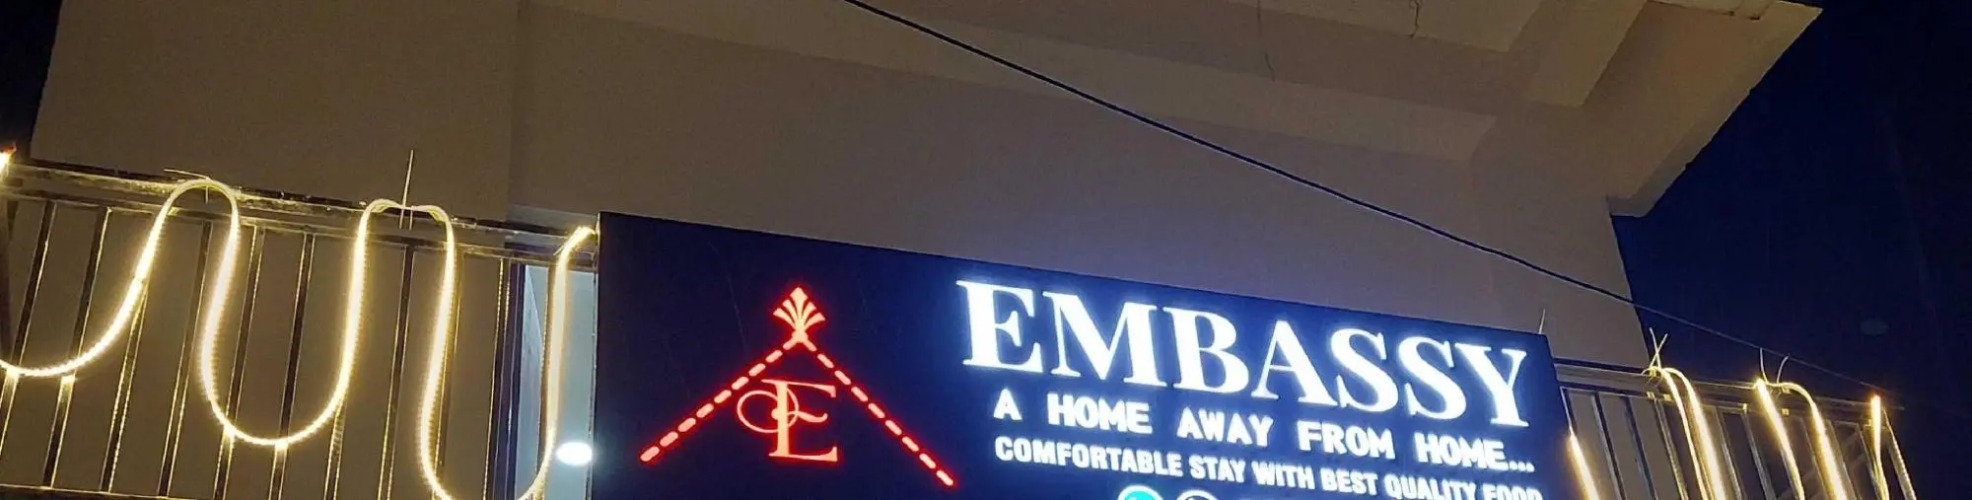 E
EMBASSY
A HOME AWAY FROM HOME...
COMFORTABLE STAY WITH BEST QUALITY FOOD